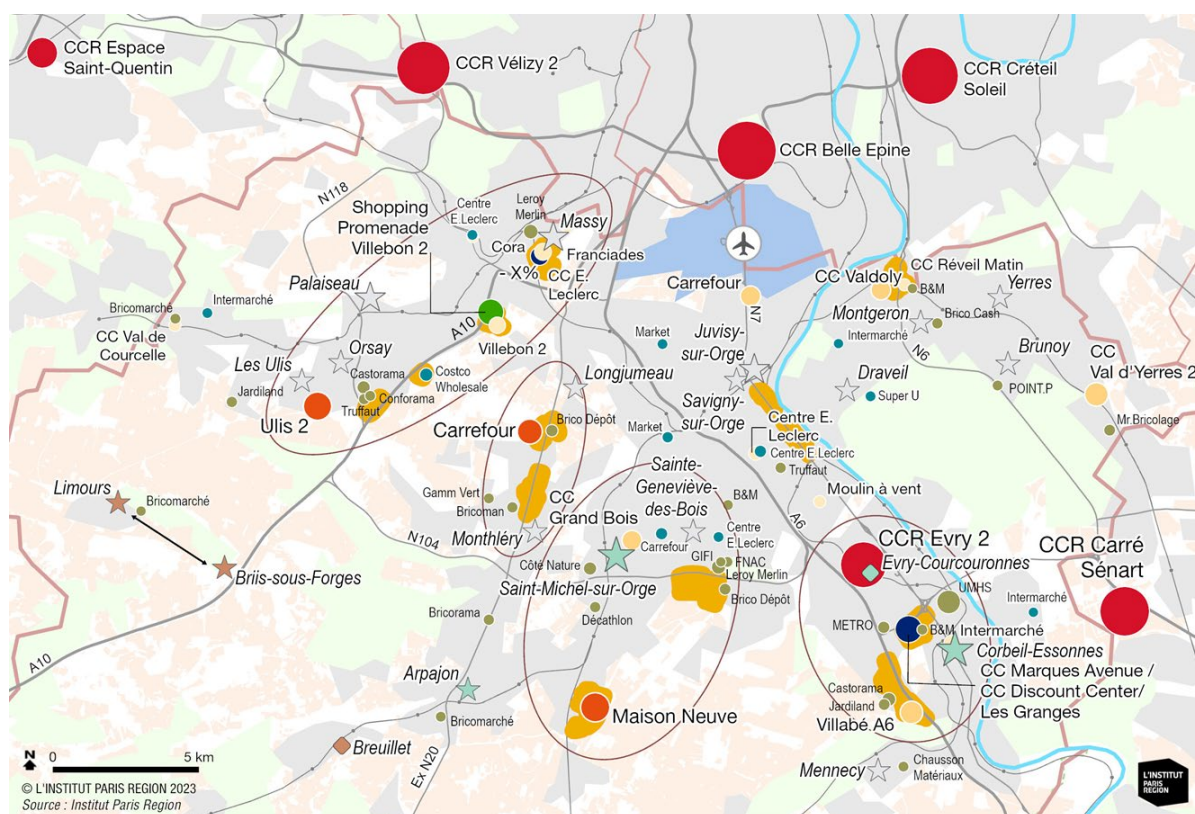 CCR Espace
Saint-Quentin
CCR Vélizy 2
CCR Créteil
Soleil
CCR Belle Epine
N118
Shopping
Promenade
Villebon 2
Centre
E.Leclerc
Leroy
Merlin
Massy
Cora
Franciades
- X%
CC E.
Leclerc
Palaiseau
Bricomarché
Intermarché
CC Val de
Courcelle
A10
Villebon 2
Carrefour
N7
CC Valdoly
CC Réveil Matin
B&M
Yerres
Montgeron
Brico Cash
Intermarché
N6
Brunoy
CC
Val d'Yerres 2
POINT.P
Mr.Bricolage
Market
Juvisy-
sur-Orge
Draveil
Super U
Les Ulis
Orsay
Castorama
Costco
Wholesale
Conforama
Truffaut
Jardiland
Ulis 2
Longjumeau
Savigny-
sur-Orge
Carrefour
Brico Dépôt
Market
Centre E.
Leclerc
Centre E.Leclerc
Truffaut
Sainte-
Geneviève-
des-Bois
Moulin à vent
Limours
Bricomarché
Gamm Vert
Bricoman
CC
Grand Bois
B&M
A6
N104
Monthléry
Carrefour
Centre
E.Leclerc
GIFI
FNAC
Leroy Merlin
Brico Dépôt
CCR Evry 2
Evry-Courcouronnes
CCR Carré
Sénart
Briis-sous-Forges
Côté Nature
Saint-Michel-sur-Orge
Décathlon
UMHS
Intermarché
Bricorama
METRO
B&M
Intermarché
Corbeil-Essonnes
A10
Arpajon
CC Marques Avenue /
CC Discount Center/
Les Granges
Castorama
Jardiland
Villabé.A6
Bricomarché
Maison Neuve
Breuillet
Ex N20
Mennecy
Chausson
Matériaux
N
0
5 km
© L'INSTITUT PARIS REGION 2023
Source : Institut Paris Region
L'INSTITUT
PARIS
REGION